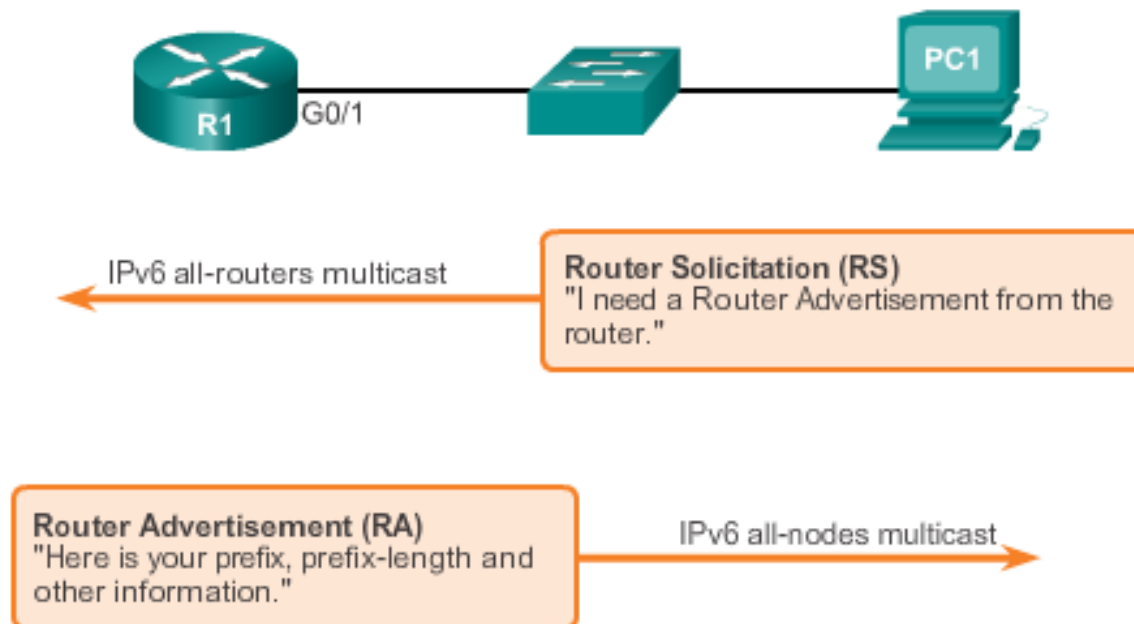 R1
G0/1
PC1
IPv6 all-routers multicast
Router Solicitation (RS)
"I need a Router Advertisement from the
router."
Router Advertisement (RA)
"Here is your prefix, prefix-length and
other information."
IPv6 all-nodes multicast